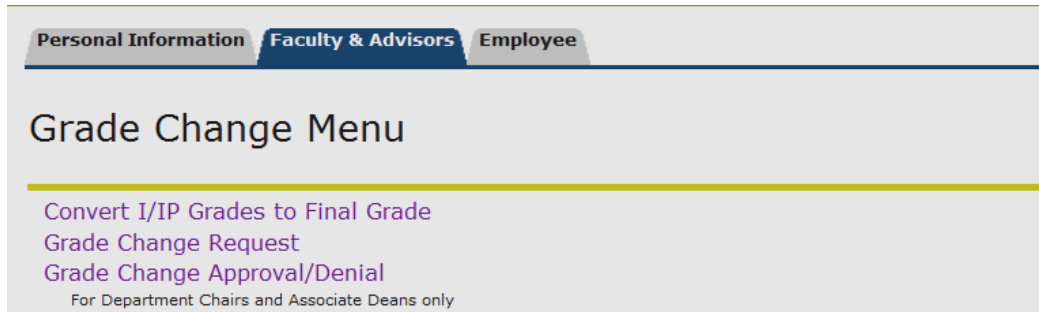 Personal Information Faculty & Advisors Employee
Grade Change Menu
Convert I/IP Grades to Final Grade
Grade Change Request
Grade Change Approval/Denial
For Department Chairs and Associate Deans only